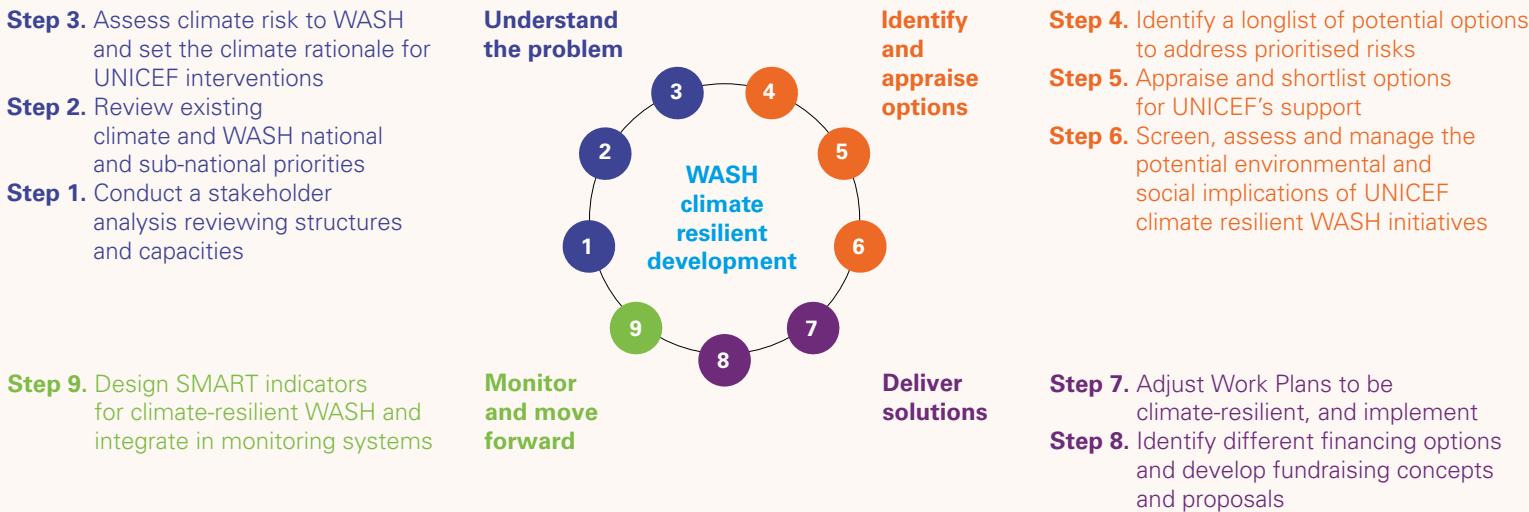 Step 3. Assess climate risk to WASH
and set the climate rationale for
UNICEF interventions
Step 2. Review existing
climate and WASH national
and sub-national priorities
Step 1. Conduct a stakeholder
analysis reviewing structures
and capacities
Understand
the problem
Identify
and
appraise
options
Step 4. Identify a longlist of potential options
to address prioritised risks
Step 5. Appraise and shortlist options
for UNICEF's support
Step 6. Screen, assess and manage the
potential environmental and
social implications of UNICEF
climate resilient WASH initiatives
3
4
2
5
1
6
9
8
7
WASH
climate
resilient
development
Step 9. Design SMART indicators
for climate-resilient WASH and
integrate in monitoring systems
Monitor
and move
forward
Deliver
solutions
Step 7. Adjust Work Plans to be
climate-resilient, and implement
Step 8. Identify different financing options
and develop fundraising concepts
and proposals